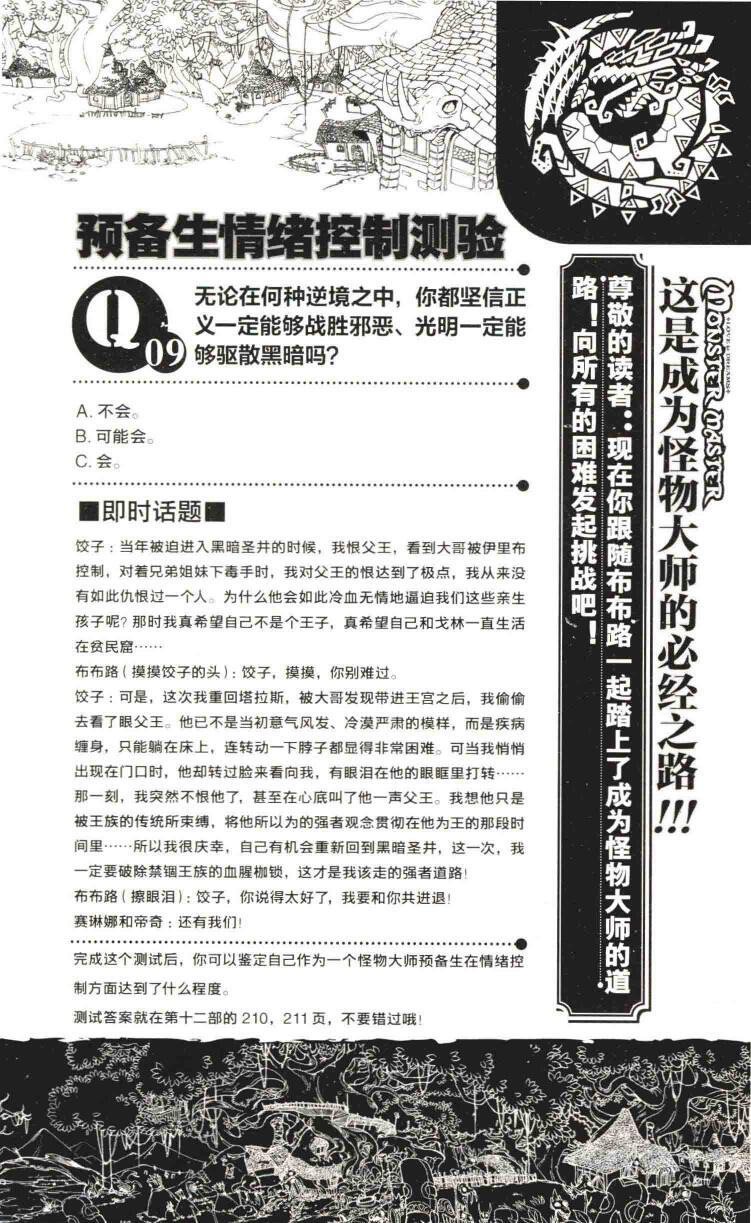 预备生情绪控制测验
Q09
无论在何种逆境之中，你都坚信正
义一定能够战胜邪恶、光明一定能
够驱散黑暗吗？
A. 不会。
B. 可能会。
C. 会。
■即时话题■
饺子：当年被迫进入黑暗圣井的时候，我恨父王，看到大哥被伊里布
控制，对着兄弟姐妹下毒手时，我对父王的恨达到了极点，我从来没
有如此仇恨过一个人。为什么他会如此冷血无情地逼迫我们这些亲生
孩子呢？那时我真希望自己不是个王子，真希望自己和戈林一直生活
在贫民窟……
布布路（摸摸饺子的头）：饺子，摸摸，你别难过。
饺子：可是，这次我重回塔拉斯，被大哥发现带进王宫之后，我偷偷
去看了眼父王。他已不是当初意气风发、冷漠严肃的模样，而是疾病
缠身，只能躺在床上，连转动一下脖子都显得非常困难。可当我悄悄
出现在门口时，他却转过脸来看向我，有眼泪在他的眼眶里打转……
那一刻，我突然不恨他了，甚至在心底叫了他一声父王。我想他只是
被王族的传统所束缚，将他所以为的强者观念贯彻在他为王的那段时
间里……所以我很庆幸，自己有机会重新回到黑暗圣井，这一次，我
一定要破除禁锢王族的血腥枷锁，这才是我该走的强者道路！
布布路（擦眼泪）：饺子，你说得太好了，我要和你共进退！
赛琳娜和帝奇：还有我们！
完成这个测试后，你可以鉴定自己作为一个怪物大师预备生在情绪控
制方面达到了什么程度。
测试答案就在第十二部的 210，211 页，不要错过哦！
MONSTER MASTER
这是成为怪物大师的必经之路!!!
尊敬的读者：现在你跟随布布路一起踏上了成为怪物大师的道
路！向所有的困难发起挑战吧！